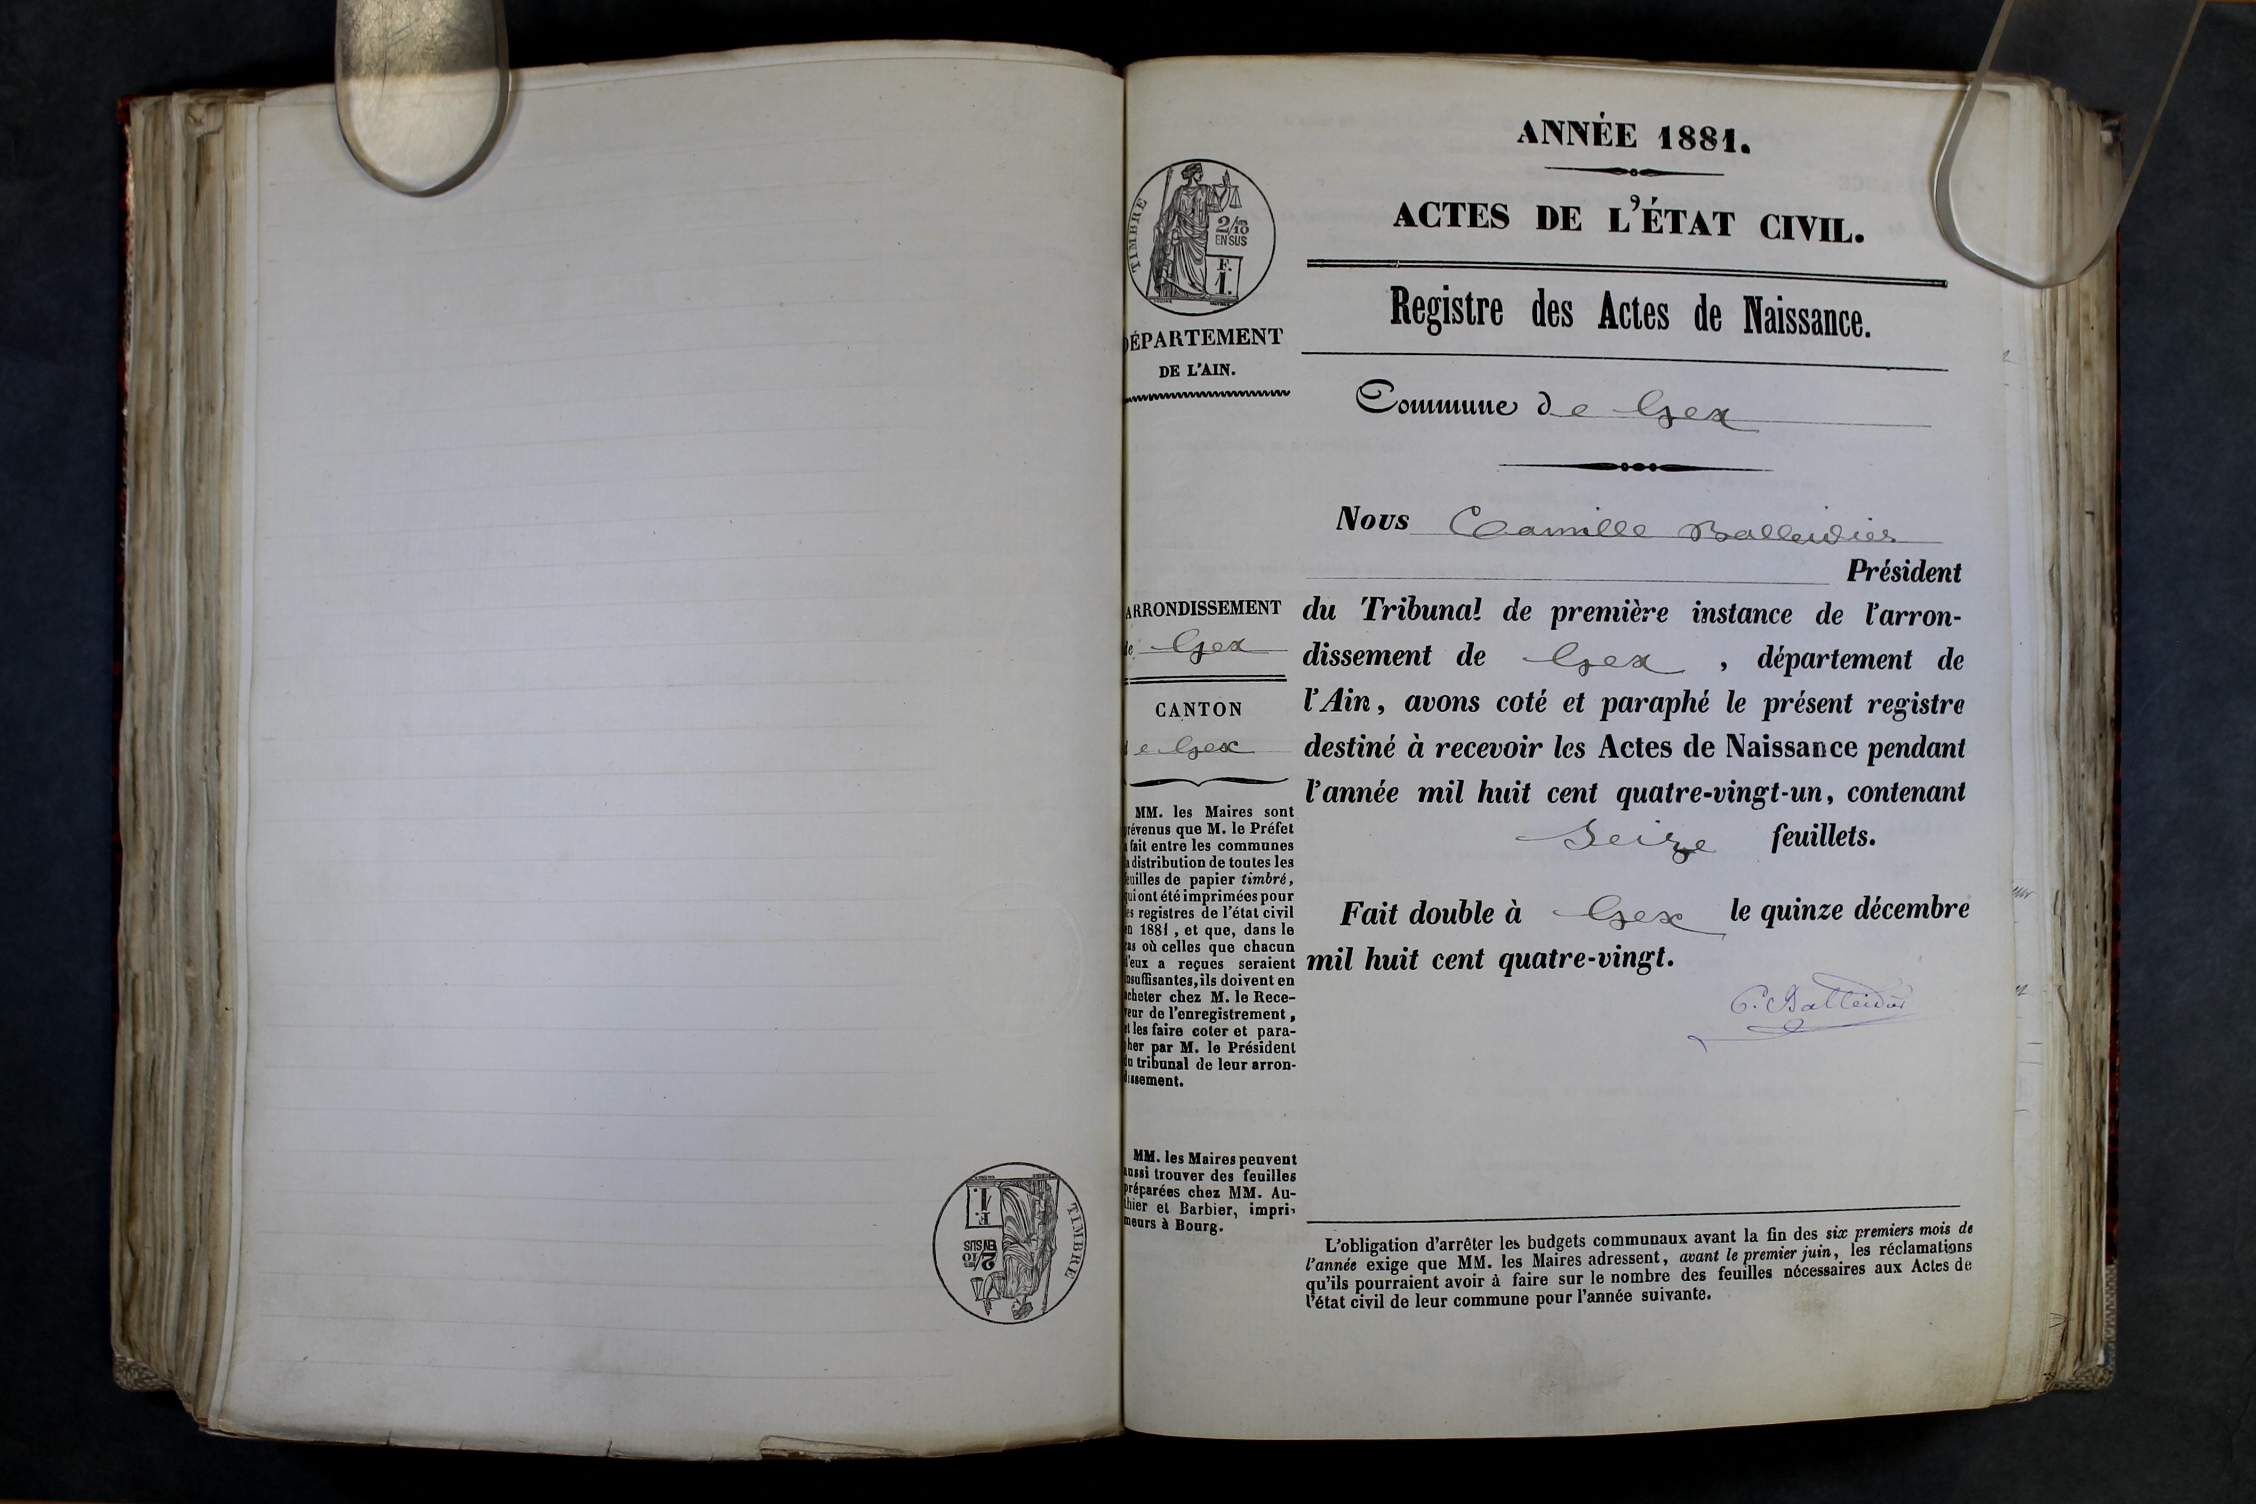 ANNÉE 1881.
ACTES DE L'ÉTAT CIVIL.
Registre des Actes de Naissance.
Commune de Gex
Nous Camille Balleidier
Président
du Tribunal de première instance de l'arron-
dissement de Gex, département de
l'Ain, avons coté et paraphé le présent registre
destiné à recevoir les Actes de Naissance pendant
l'année mil huit cent quatre-vingt-un, contenant
Seize feuillets.
Fait double à Gex le quinze décembre
mil huit cent quatre-vingt.
C. Balleidier
L'obligation d'arrêter les budgets communaux avant la fin des six premiers mois de
l'année exige que MM. les Maires adressent, avant le premier juin, les réclamations
qu'ils pourraient avoir à faire sur le nombre des feuilles nécessaires aux Actes de
l'état civil de leur commune pour l'année suivante.
TIMBRE
2/10
EN SUS
F.
1.
DÉPARTEMENT
DE L'AIN.
ARRONDISSEMENT
de Gex
CANTON
de Gex
MM. les Maires sont
prévenus que M. le Préfet
a fait entre les communes
la distribution de toutes les
feuilles de papier timbré,
qui ont été imprimées pour
les registres de l'état civil
en 1881, et que, dans le
cas où celles que chacun
d'eux a reçues seraient
insuffisantes, ils doivent en
acheter chez M. le Rece-
veur de l'enregistrement,
et les faire coter et para-
pher par M. le Président
du tribunal de leur arron-
dissement.
MM. les Maires peuvent
aussi trouver des feuilles
préparées chez MM. Au-
thier et Barbier, impri-
meurs à Bourg.
TIMBRE
2/10
EN SUS
F.
1.